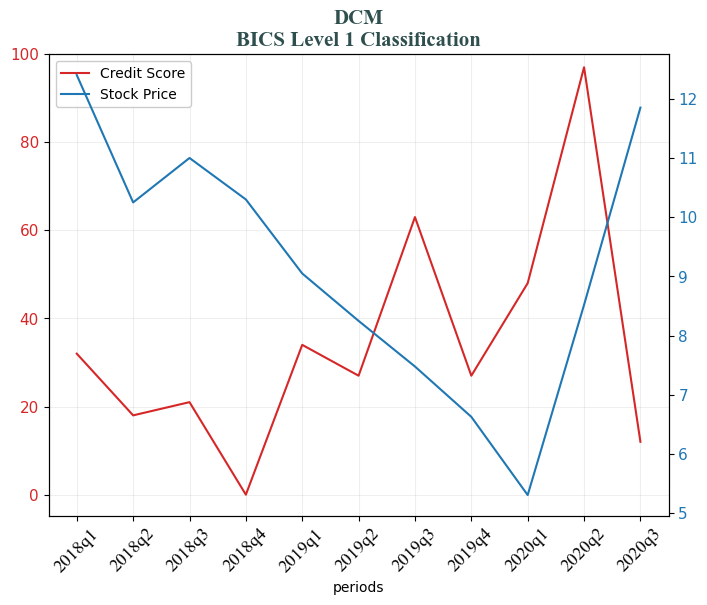 DCM
BICS Level 1 Classification
Credit Score
Stock Price
100
80
60
40
20
0
12
11
10
9
8
7
6
5
2018q1
2018q2
2018q3
2018q4
2019q1
2019q2
2019q3
2019q4
2020q1
2020q2
2020q3
periods